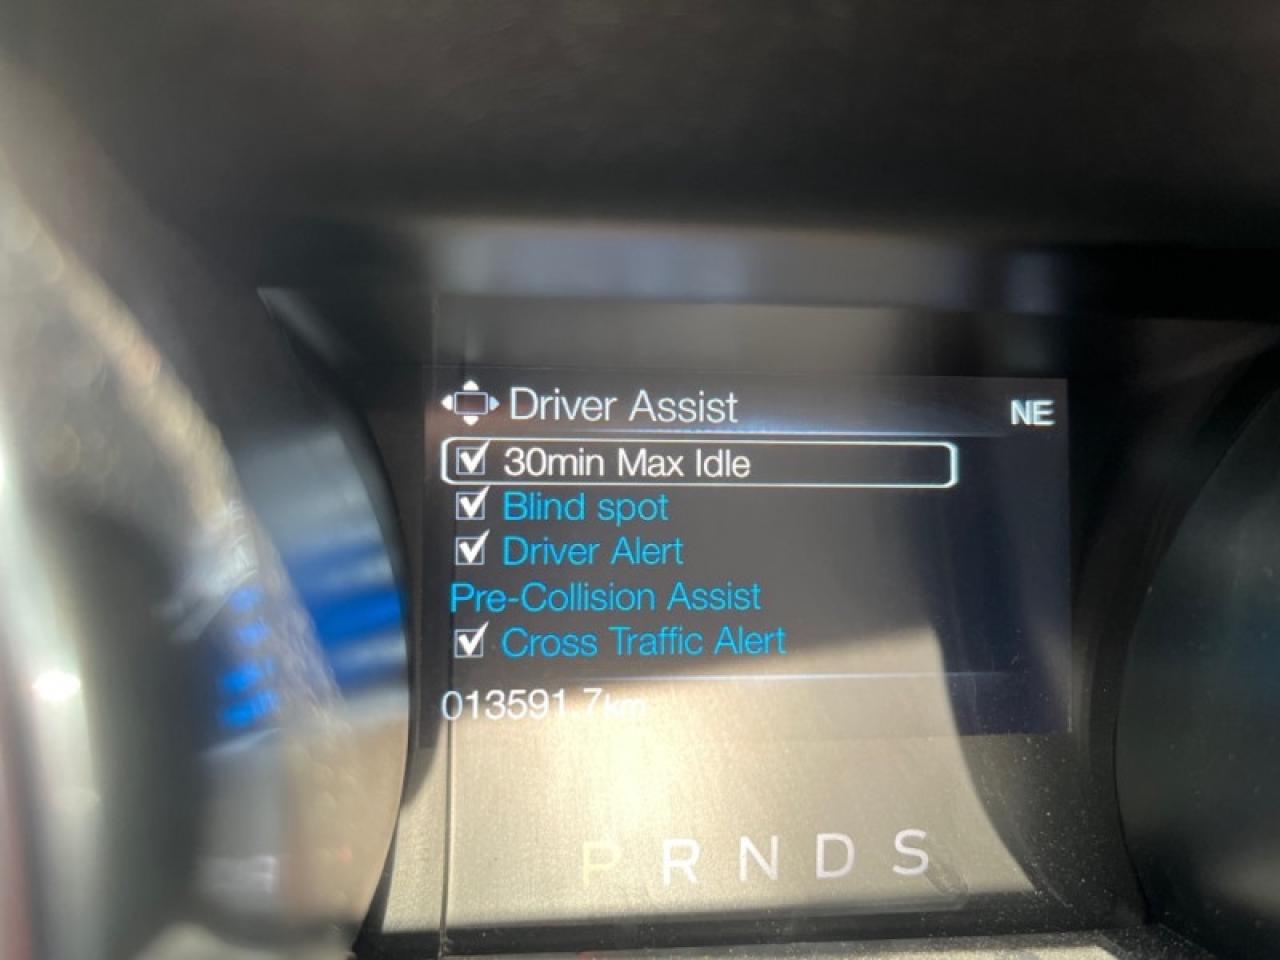 Driver Assist
NE
30min Max Idle
Blind spot
Driver Alert
Pre-Collision Assist
Cross Traffic Alert
013591.7km
P R N D S